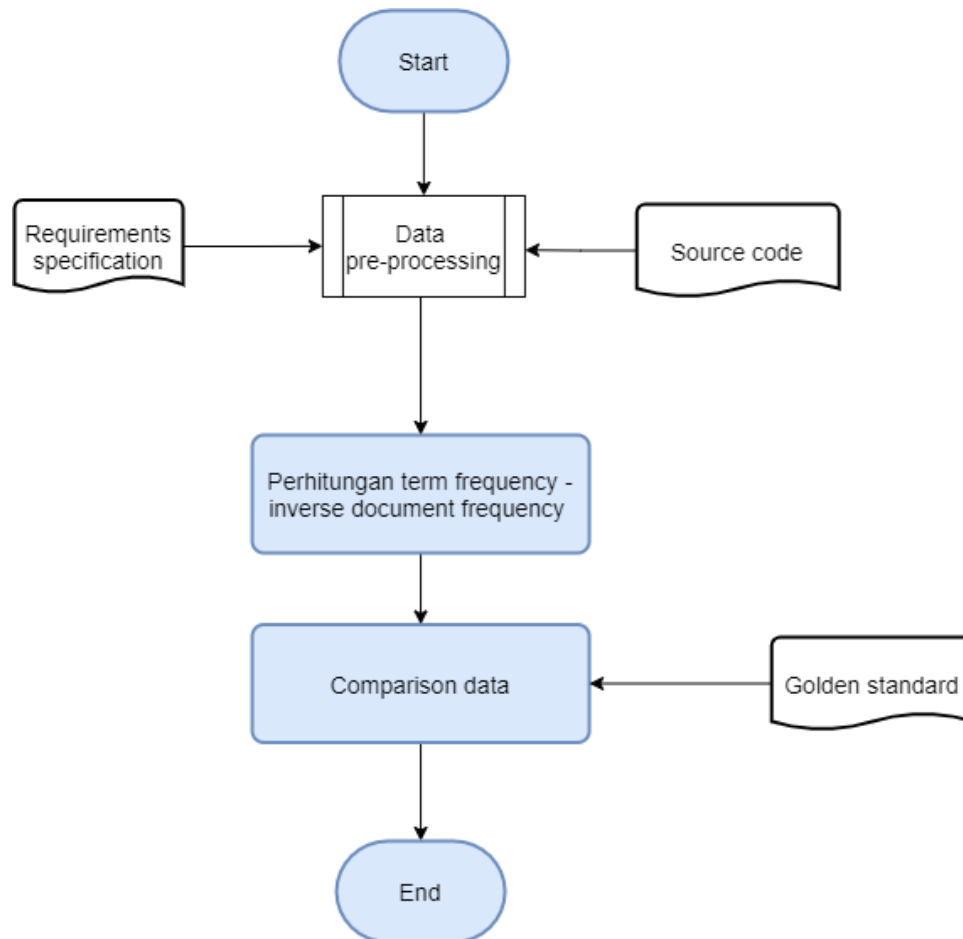 Start
Requirements
specification
Data
pre-processing
Source code
Perhitungan term frequency -
inverse document frequency
Comparison data
Golden standard
End